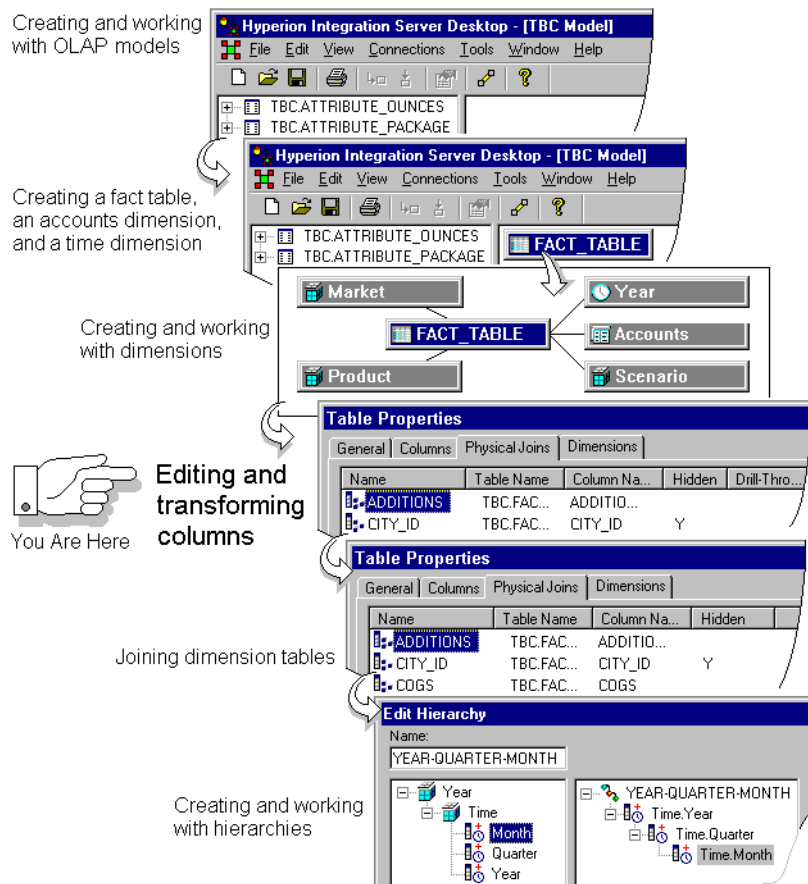 Creating and working
with OLAP models
Hyperion Integration Server Desktop - [TBC Model]
File Edit View Connections Tools Window Help
TBC.ATTRIBUTE_OUNCES
TBC.ATTRIBUTE_PACKAGE
Creating a fact table,
an accounts dimension,
and a time dimension
Hyperion Integration Server Desktop - [TBC Model]
File Edit View Connections Tools Window Help
TBC.ATTRIBUTE_OUNCES
TBC.ATTRIBUTE_PACKAGE
FACT_TABLE
Creating and working
with dimensions
Market
Year
FACT_TABLE
Accounts
Product
Scenario
You Are Here
Editing and
transforming
columns
Table Properties
General Columns Physical Joins Dimensions
Name Table Name Column Na... Hidden Drill-Thro...
ADDITIONS TBC.FAC... ADDITIO...
CITY_ID TBC.FAC... CITY_ID Y
Joining dimension tables
Table Properties
General Columns Physical Joins Dimensions
Name Table Name Column Na... Hidden
ADDITIONS TBC.FAC... ADDITIO...
CITY_ID TBC.FAC... CITY_ID Y
COGS TBC.FAC... COGS
Creating and working
with hierarchies
Edit Hierarchy
Name:
YEAR-QUARTER-MONTH
Year
Time
Month
Quarter
Year
YEAR-QUARTER-MONTH
Time.Year
Time.Quarter
Time.Month